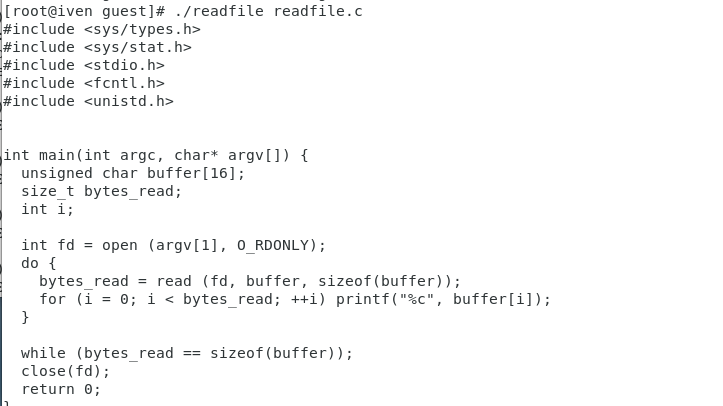 [root@iven guest]# ./readfile readfile.c
#include <sys/types.h>
#include <sys/stat.h>
#include <stdio.h>
#include <fcntl.h>
#include <unistd.h>
int main(int argc, char* argv[]) {
  unsigned char buffer[16];
  size_t bytes_read;
  int i;
  int fd = open (argv[1], O_RDONLY);
  do {
    bytes_read = read (fd, buffer, sizeof(buffer));
    for (i = 0; i < bytes_read; ++i) printf("%c", buffer[i]);
  }
  while (bytes_read == sizeof(buffer));
  close(fd);
  return 0;
}